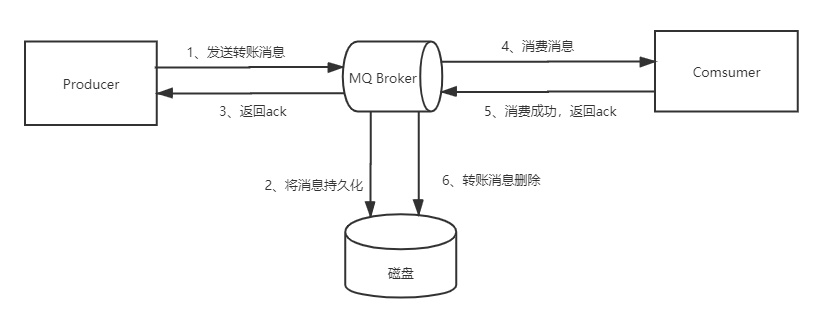 1、发送转账消息
4、消费消息
Producer
MQ Broker
Comsumer
3、返回ack
5、消费成功，返回ack
2、将消息持久化
6、转账消息删除
磁盘